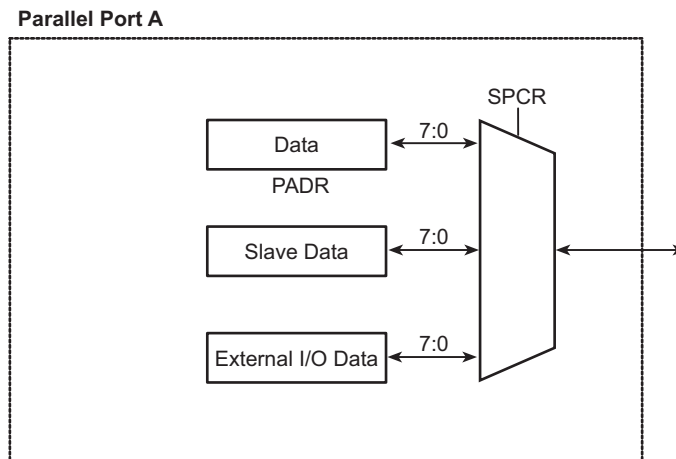 Parallel Port A
SPCR
Data
7:0
PADR
Slave Data
7:0
External I/O Data
7:0